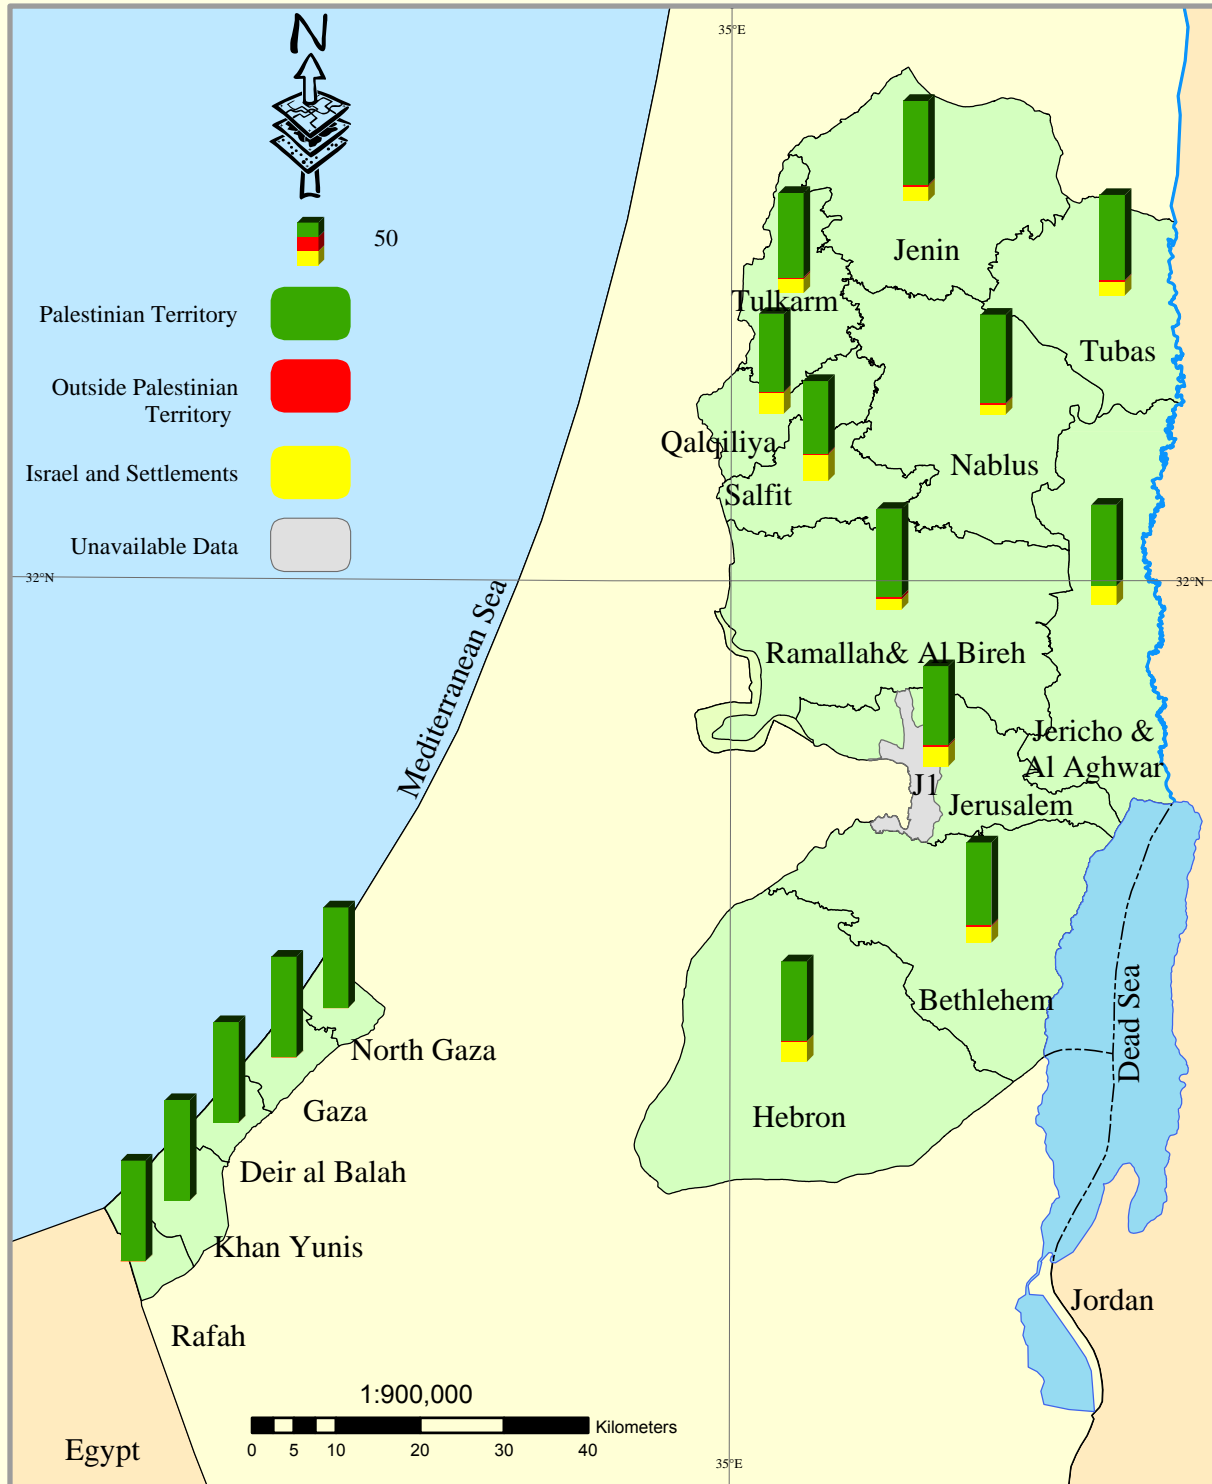 35°E
N
50
Palestinian Territory
Outside Palestinian
Territory
Israel and Settlements
Unavailable Data
Jenin
Tulkarm
Tubas
Qalqiliya
Nablus
Salfit
32°N
32°N
Mediterranean Sea
Ramallah& Al Bireh
Jericho &
Al Aghwar
J1
Jerusalem
Dead Sea
Bethlehem
North Gaza
Gaza
Hebron
Deir al Balah
Khan Yunis
Jordan
Rafah
1:900,000
Kilometers
0 5 10 20 30 40
Egypt
35°E